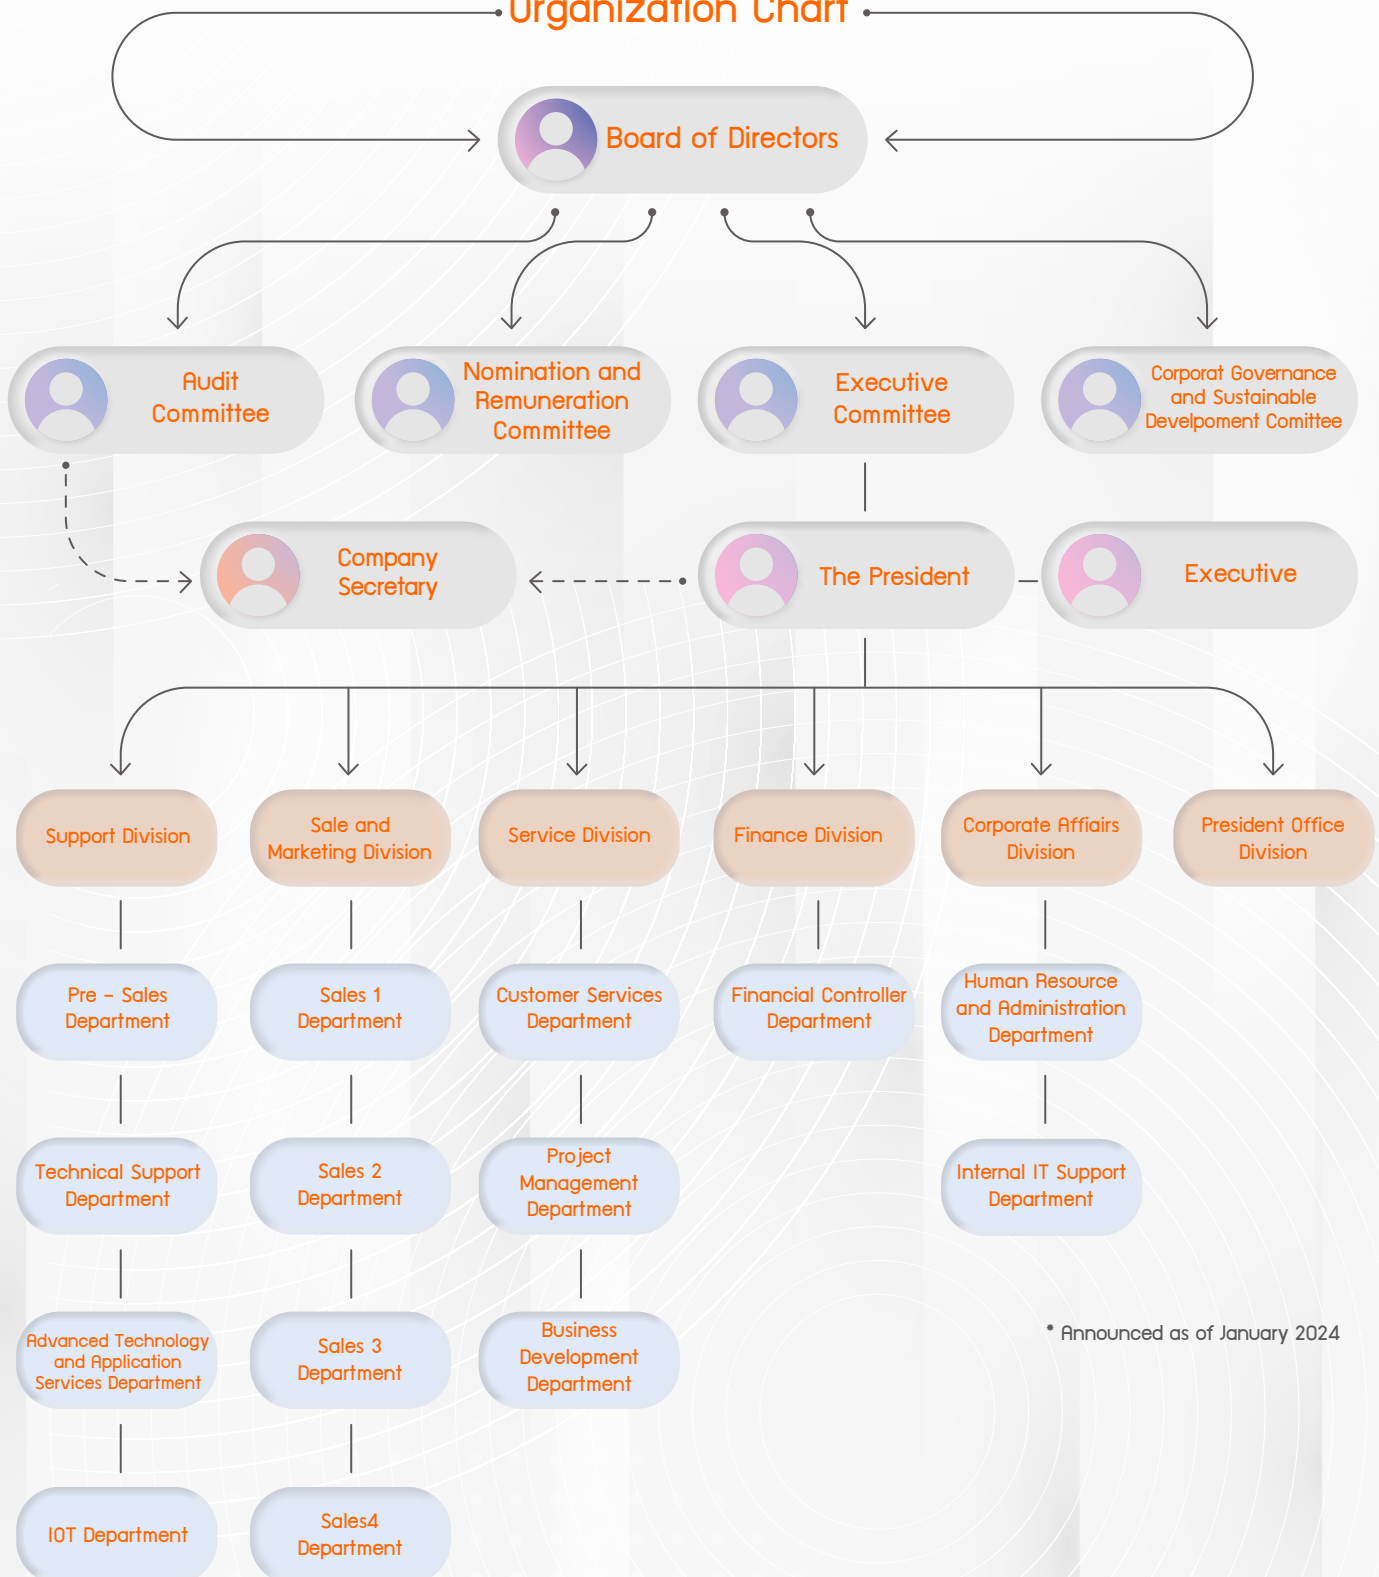 Organization Chart
Board of Directors
Audit
Committee
Nomination and
Remuneration
Committee
Executive
Committee
Corporat Governance
and Sustainable
Develpoment Comittee
Company
Secretary
The President
Executive
Support Division
Sale and
Marketing Division
Service Division
Finance Division
Corporate Affiairs
Division
President Office
Division
Pre - Sales
Department
Sales 1
Department
Customer Services
Department
Financial Controller
Department
Human Resource
and Administration
Department
Technical Support
Department
Sales 2
Department
Project
Management
Department
Internal IT Support
Department
Advanced Technology
and Application
Services Department
Sales 3
Department
Business
Development
Department
* Announced as of January 2024
IOT Department
Sales4
Department